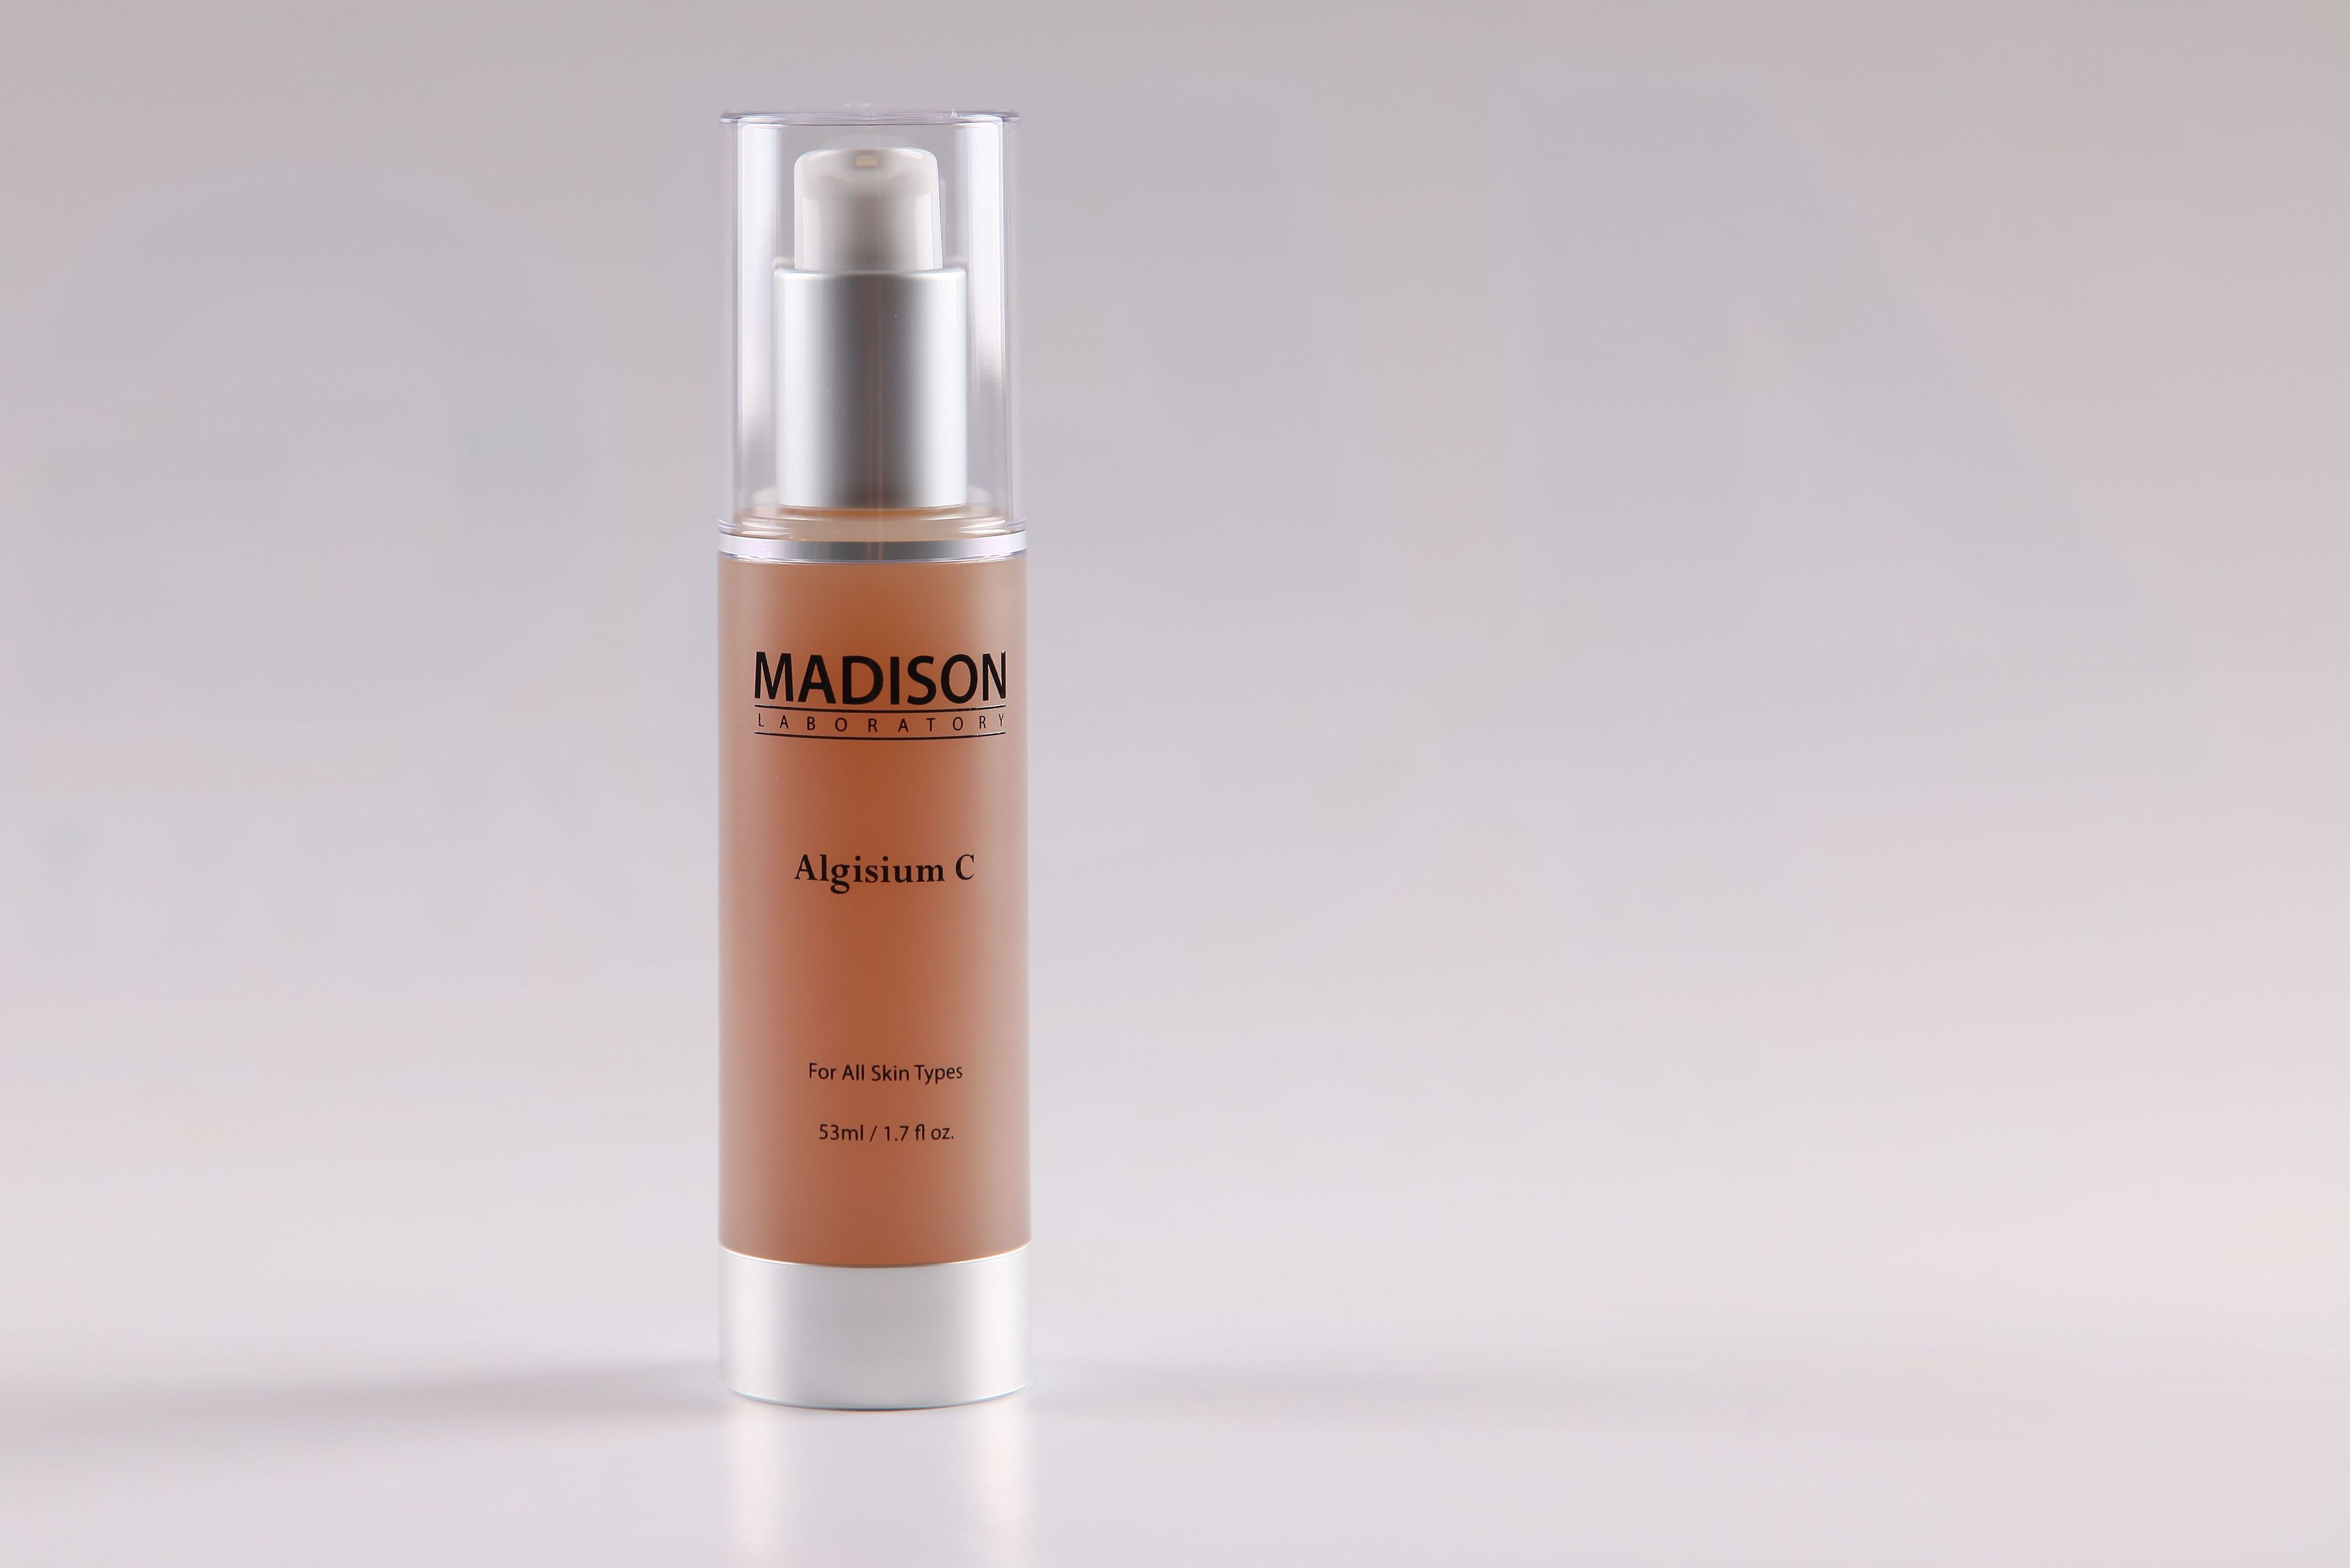 MADISON
LABORATORY
Algisium C
For All Skin Types
53ml / 1.7 fl oz.